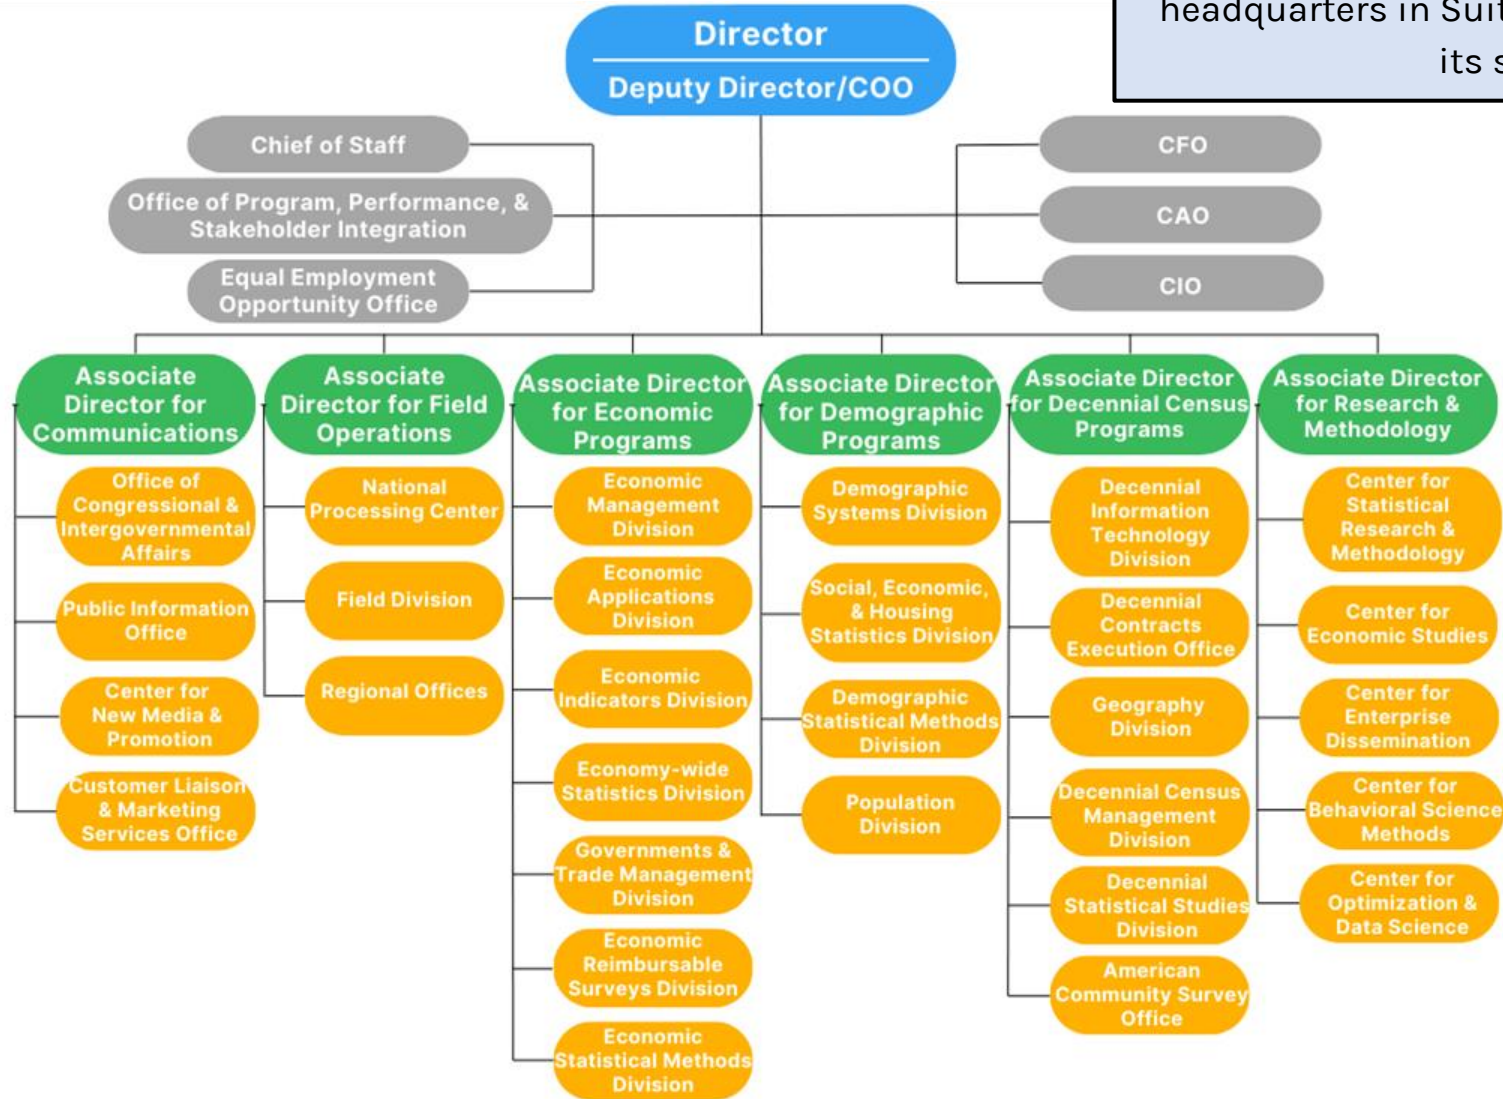 headquarters in Suit
its s
Director
Deputy Director/COO
Chief of Staff
Office of Program, Performance, &
Stakeholder Integration
Equal Employment
Opportunity Office
CFO
CAO
CIO
Associate
Director for
Communications
Office of
Congressional &
Intergovernmental
Affairs
Public Information
Office
Center for
New Media &
Promotion
Customer Liaison
& Marketing
Services Office
Associate
Director for Field
Operations
National
Processing Center
Field Division
Regional Offices
Associate Director
for Economic
Programs
Economic
Management
Division
Economic
Applications
Division
Economic
Indicators Division
Economy-wide
Statistics Division
Governments &
Trade Management
Division
Economic
Reimbursable
Surveys Division
Economic
Statistical Methods
Division
Associate Director
for Demographic
Programs
Demographic
Systems Division
Social, Economic,
& Housing
Statistics Division
Demographic
Statistical Methods
Division
Population
Division
Associate Director
for Decennial Census
Programs
Decennial
Information
Technology
Division
Decennial
Contracts
Execution Office
Geography
Division
Decennial Census
Management
Division
Decennial
Statistical Studies
Division
American
Community Survey
Office
Associate Director
for Research &
Methodology
Center for
Statistical
Research &
Methodology
Center for
Economic Studies
Center for
Enterprise
Dissemination
Center for
Behavioral Science
Methods
Center for
Optimization &
Data Science